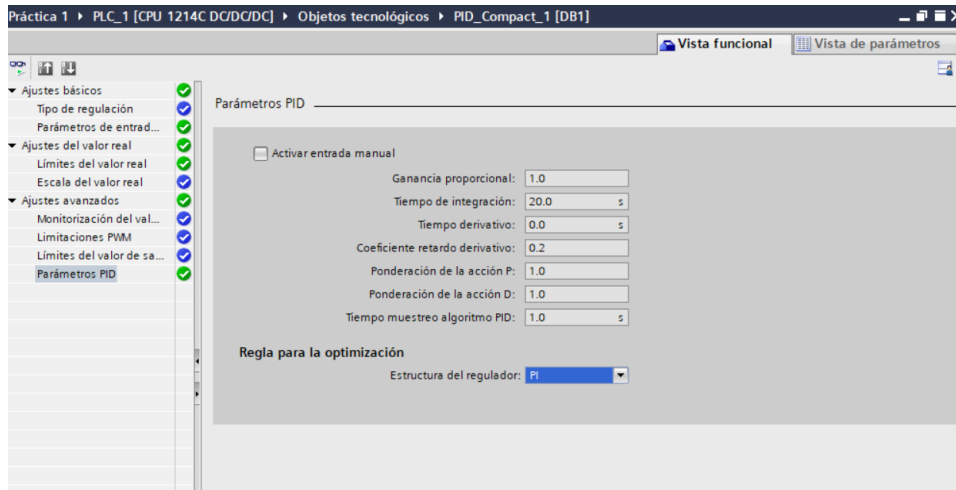 Práctica 1 ▸ PLC_1 [CPU 1214C DC/DC/DC] ▸ Objetos tecnológicos ▸ PID_Compact_1 [DB1]
Vista funcional
Vista de parámetros
Ajustes básicos
Tipo de regulación
Parámetros de entrad...
Ajustes del valor real
Límites del valor real
Escala del valor real
Ajustes avanzados
Monitorización del val...
Limitaciones PWM
Límites del valor de sa...
Parámetros PID
Parámetros PID
Activar entrada manual
Ganancia proporcional: 1.0
Tiempo de integración: 20.0 s
Tiempo derivativo: 0.0 s
Coeficiente retardo derivativo: 0.2
Ponderación de la acción P: 1.0
Ponderación de la acción D: 1.0
Tiempo muestreo algoritmo PID: 1.0 s
Regla para la optimización
Estructura del regulador: PI